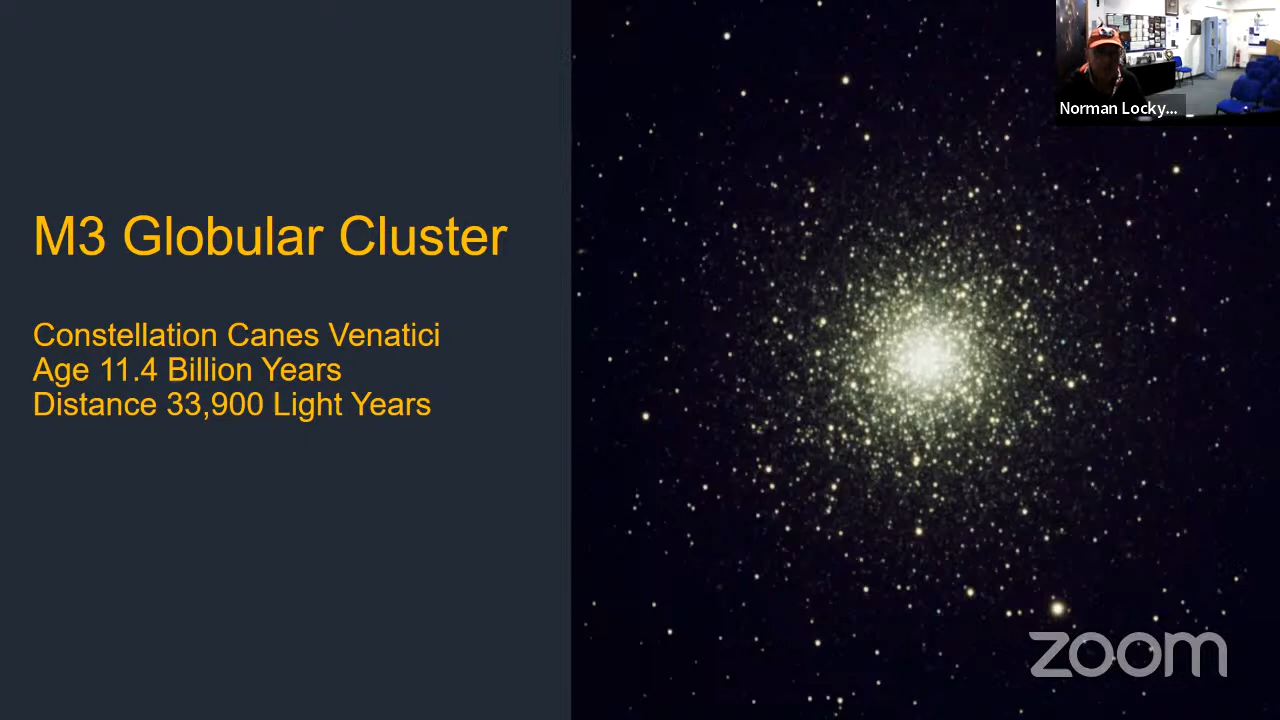 M3 Globular Cluster
Constellation Canes Venatici
Age 11.4 Billion Years
Distance 33,900 Light Years
Norman Locky...
zoom